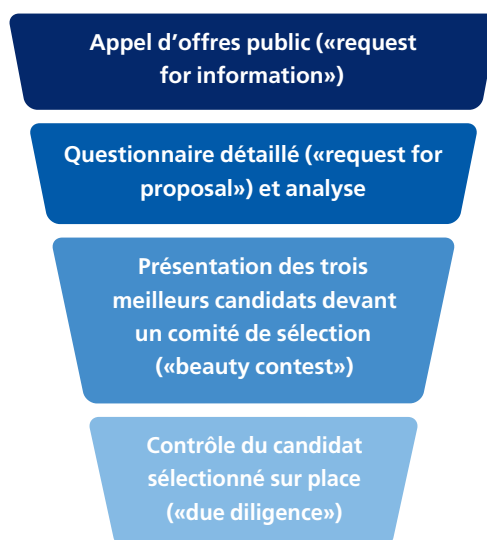 Appel d’offres public («request
for information»)
Questionnaire détaillé («request for
proposal») et analyse
Présentation des trois
meilleurs candidats devant
un comité de sélection
(«beauty contest»)
Contrôle du candidat
sélectionné sur place
(«due diligence»)